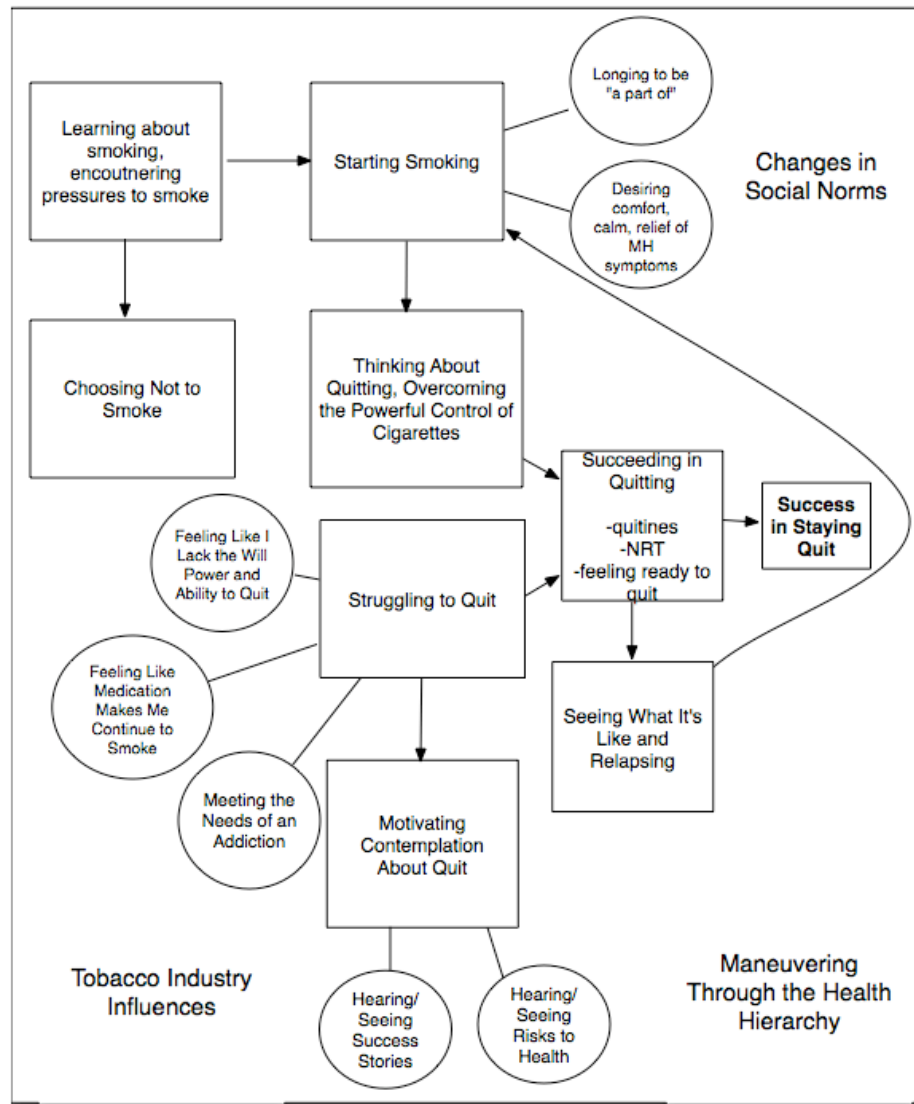 Longing to be
"a part of"
Learning about
smoking,
encoutnering
pressures to smoke
Starting Smoking
Changes in
Social Norms
Desiring
comfort,
calm, relief of
MH
symptoms
Choosing Not to
Smoke
Thinking About
Quitting, Overcoming
the Powerful Control of
Cigarettes
Succeeding in
Quitting
-quitines
-NRT
-feeling ready to
quit
Success
in Staying
Quit
Feeling Like I
Lack the Will
Power and
Ability to Quit
Struggling to Quit
Feeling Like
Medication
Makes Me
Continue to
Smoke
Seeing What It's
Like and
Relapsing
Meeting the
Needs of an
Addiction
Motivating
Contemplation
About Quit
Tobacco Industry
Influences
Hearing/
Seeing
Success
Stories
Hearing/
Seeing
Risks to
Health
Maneuvering
Through the Health
Hierarchy